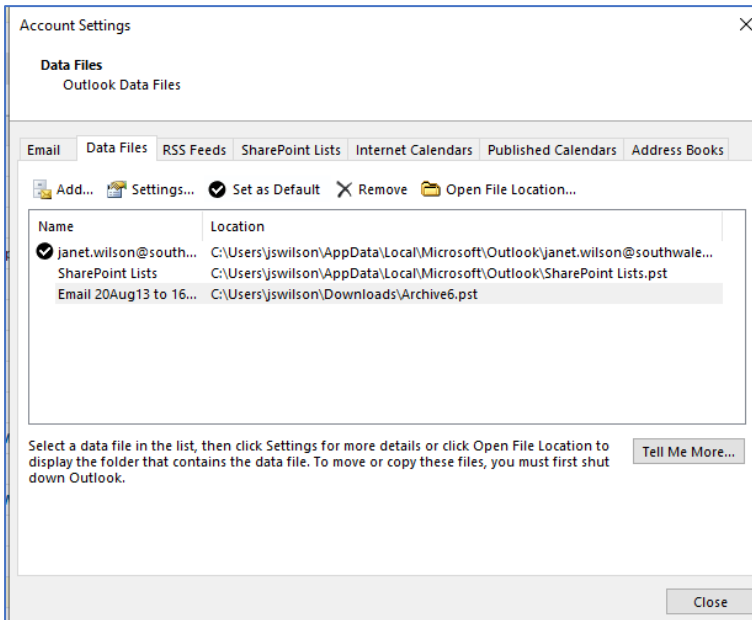 Account Settings
Data Files
Outlook Data Files
Email Data Files RSS Feeds SharePoint Lists Internet Calendars Published Calendars Address Books
Add... Settings... Set as Default Remove Open File Location...
Name Location
janet.wilson@south... C:\Users\jswilson\AppData\Local\Microsoft\Outlook\janet.wilson@southwale...
SharePoint Lists C:\Users\jswilson\AppData\Local\Microsoft\Outlook\SharePoint Lists.pst
Email 20Aug13 to 16... C:\Users\jswilson\Downloads\Archive6.pst
Select a data file in the list, then click Settings for more details or click Open File Location to
display the folder that contains the data file. To move or copy these files, you must first shut
down Outlook.
Tell Me More...
Close